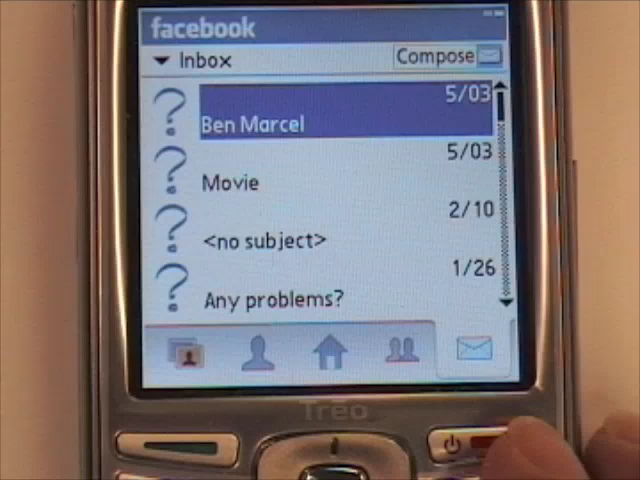 facebook
Inbox
Compose
5/03
Ben Marcel
5/03
Movie
2/10
<no subject>
1/26
Any problems?
Treo